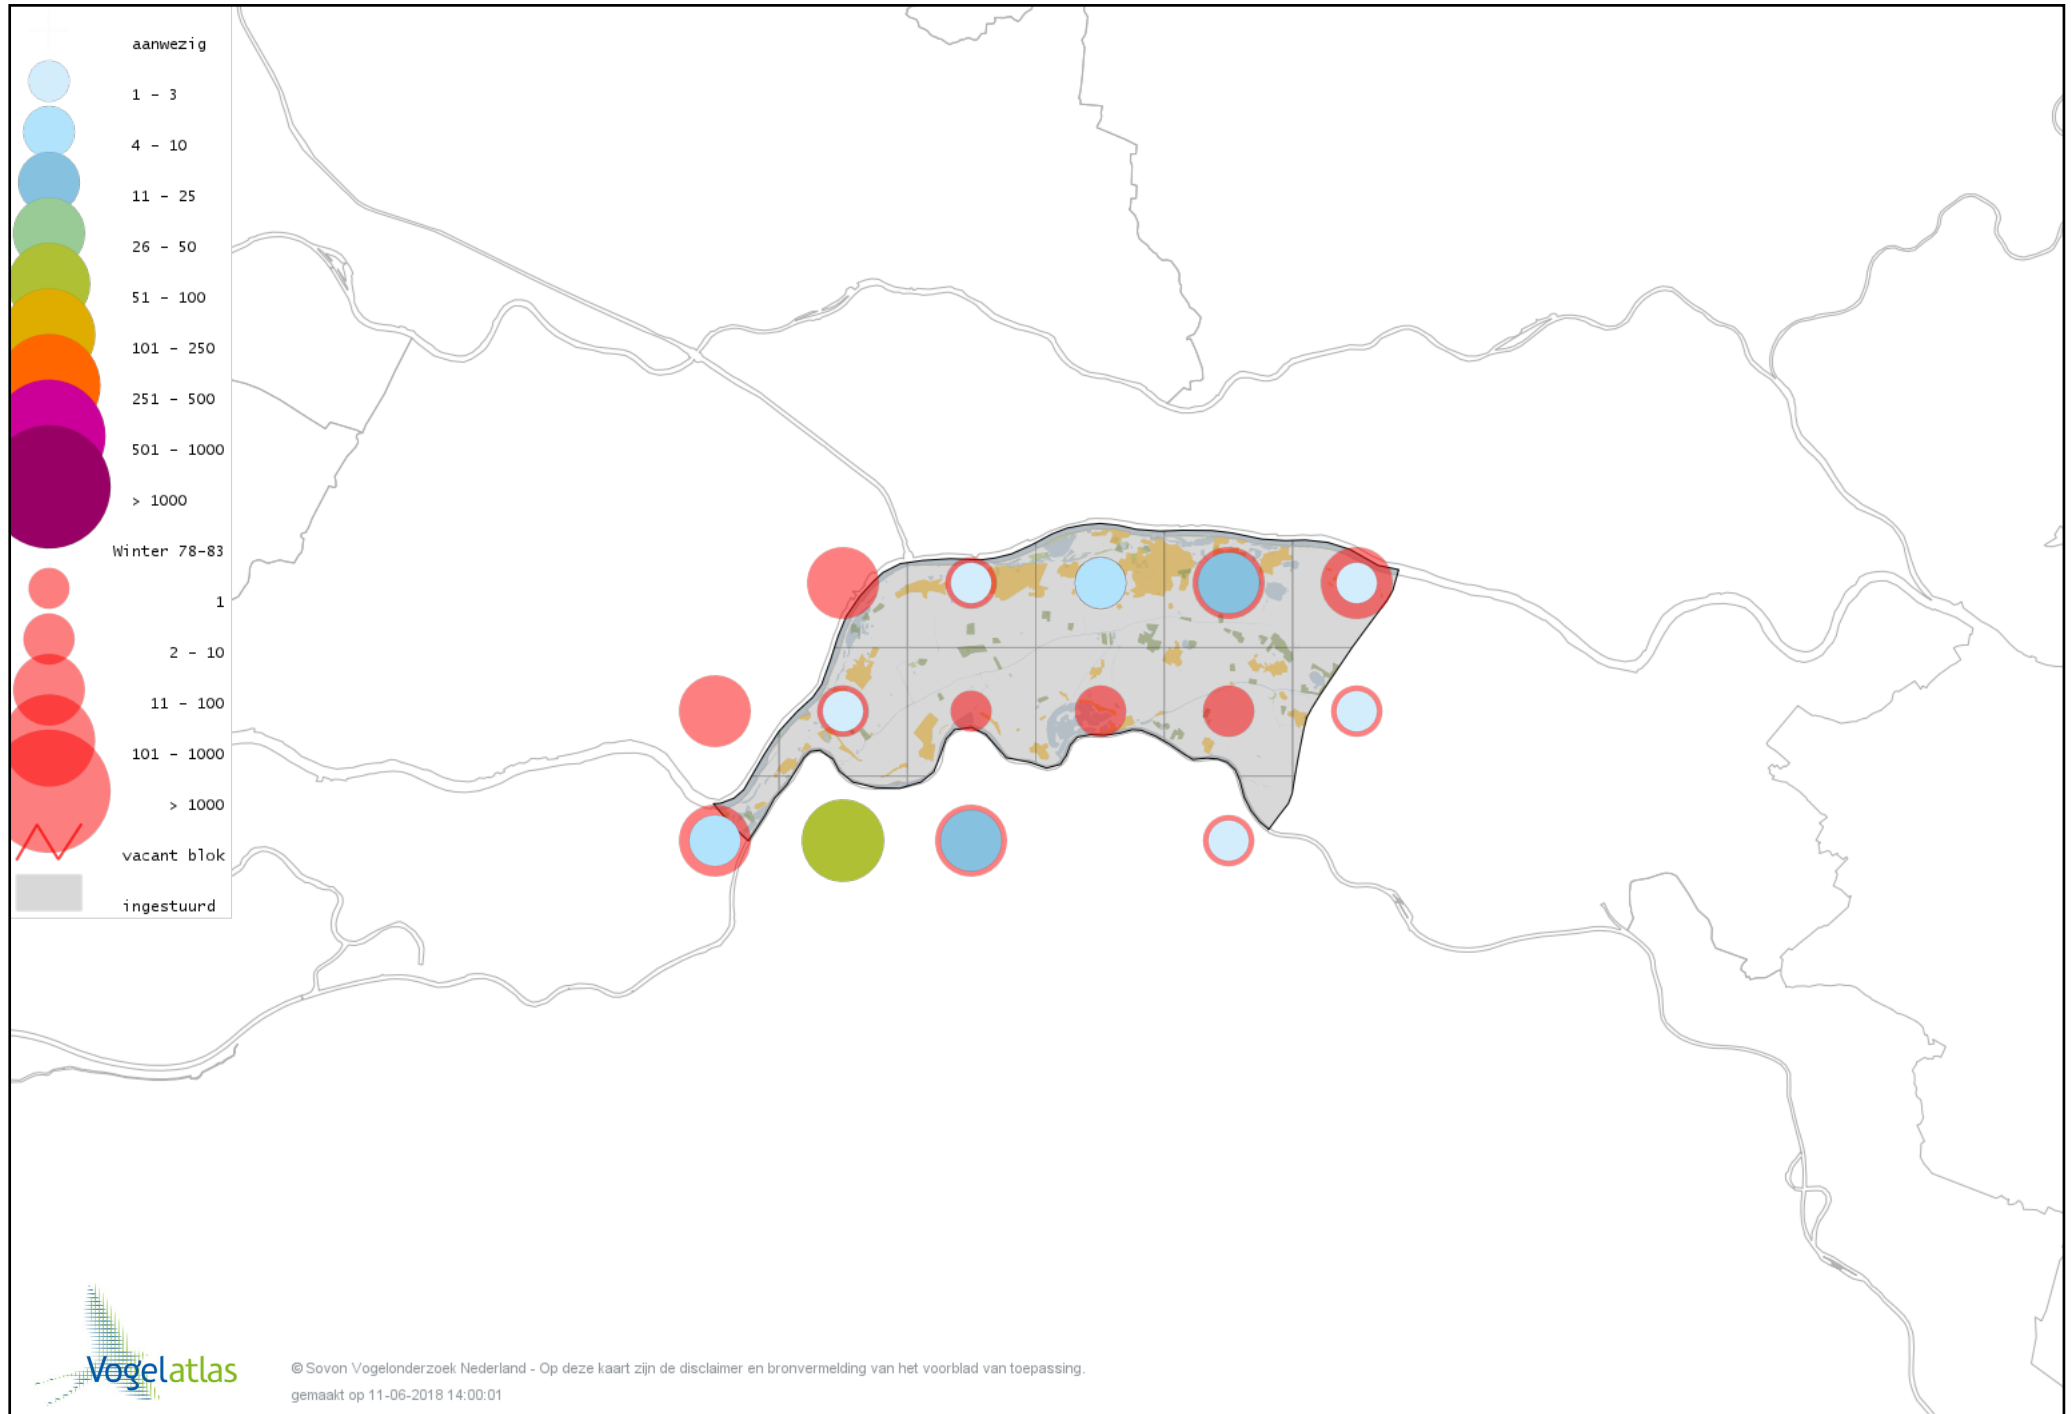 aanwezig
1 - 3
4 - 10
11 - 25
26 - 50
51 - 100
101 - 250
251 - 500
501 - 1000
> 1000
Winter 78-83
1
2 - 10
11 - 100
101 - 1000
> 1000
vacant blok
ingestuurd
Vogelatlas
© Sovon Vogelonderzoek Nederland - Op deze kaart zijn de disclaimer en bronvermelding van het voorblad van toepassing.
gemaakt op 11-06-2018 14:00:01